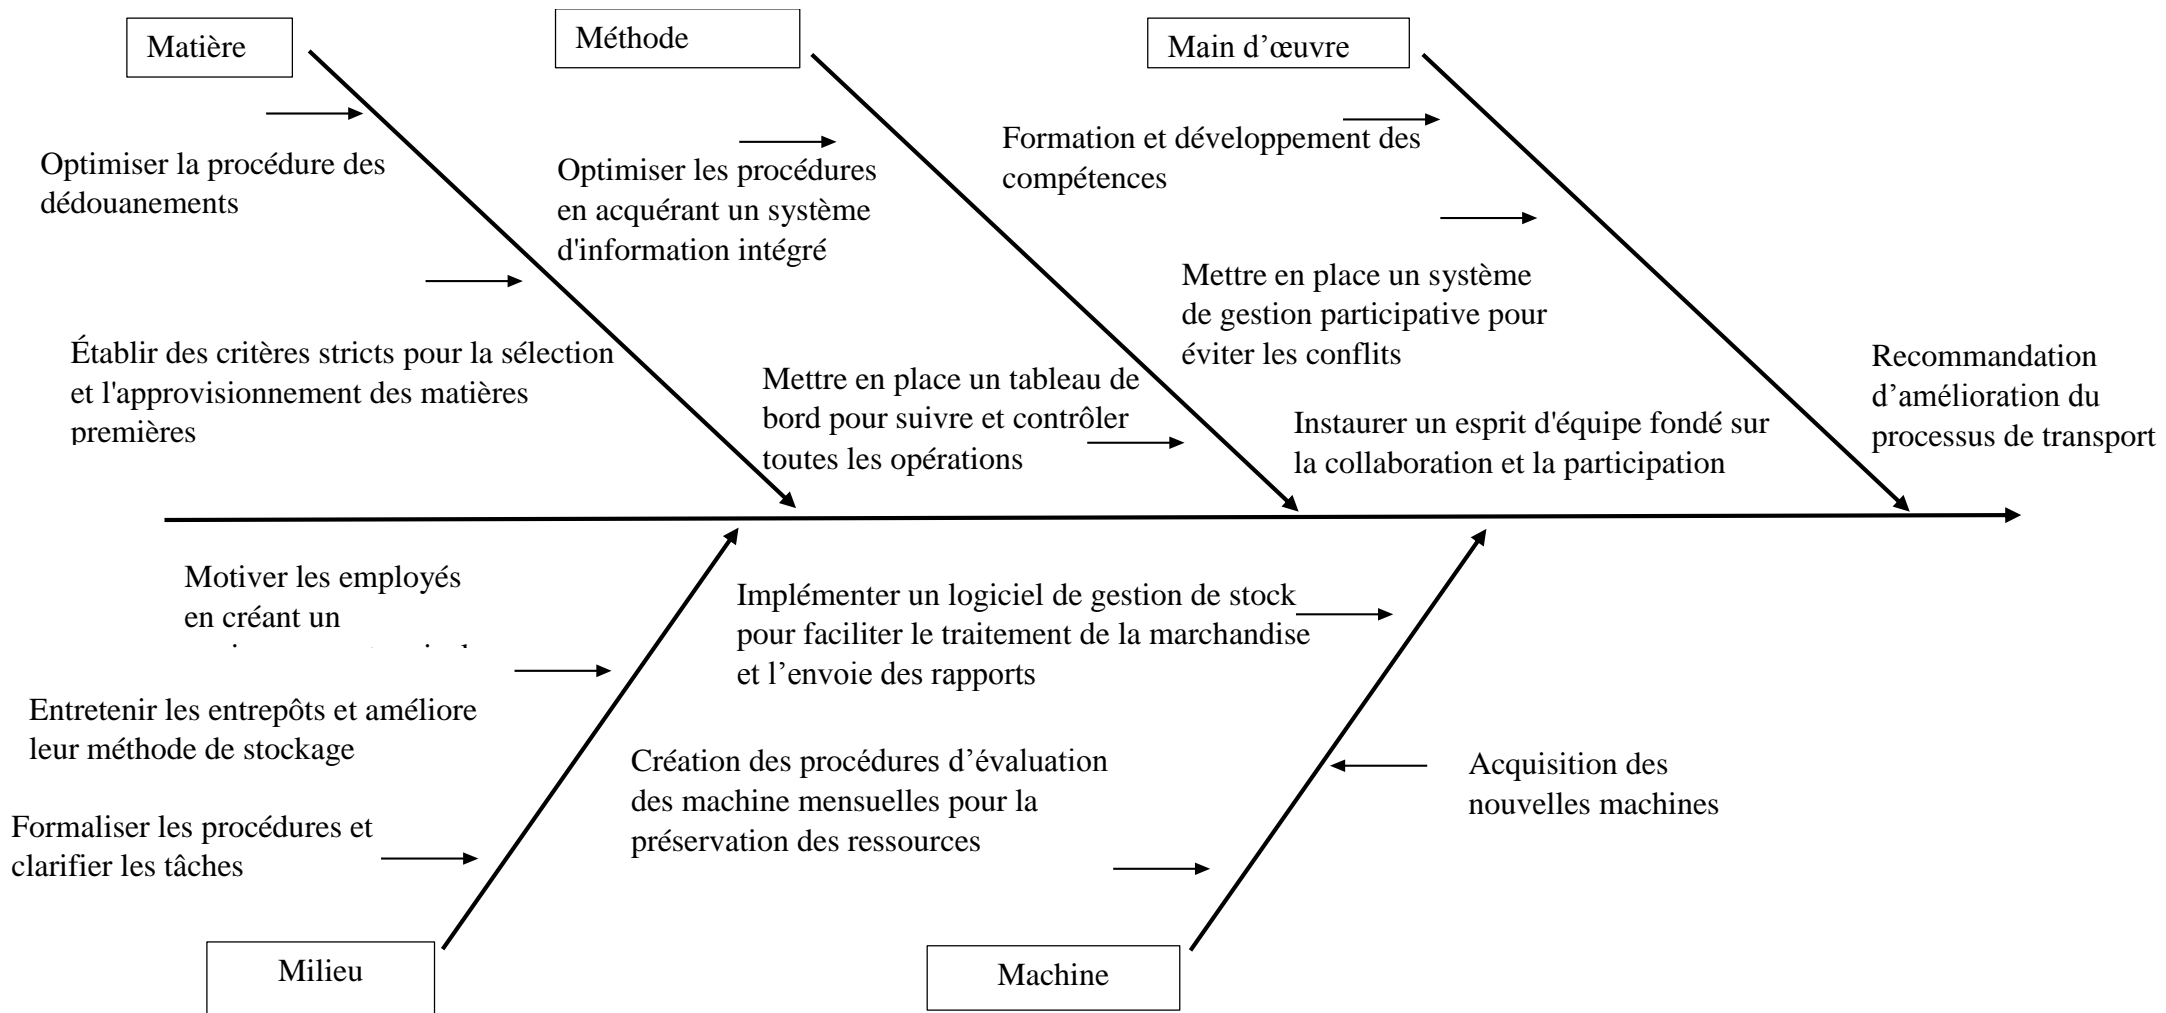 Matière
Méthode
Main d’œuvre
Optimiser la procédure des
dédouanements
Établir des critères stricts pour la sélection
et l'approvisionnement des matières
premières
Optimiser les procédures
en acquérant un système
d'information intégré
Mettre en place un tableau de
bord pour suivre et contrôler
toutes les opérations
Formation et développement des
compétences
Mettre en place un système
de gestion participative pour
éviter les conflits
Instaurer un esprit d'équipe fondé sur
la collaboration et la participation
Recommandation
d’amélioration du
processus de transport
Motiver les employés
en créant un
Entretenir les entrepôts et améliore
leur méthode de stockage
Formaliser les procédures et
clarifier les tâches
Implémenter un logiciel de gestion de stock
pour faciliter le traitement de la marchandise
et l’envoie des rapports
Création des procédures d’évaluation
des machine mensuelles pour la
préservation des ressources
Acquisition des
nouvelles machines
Milieu
Machine